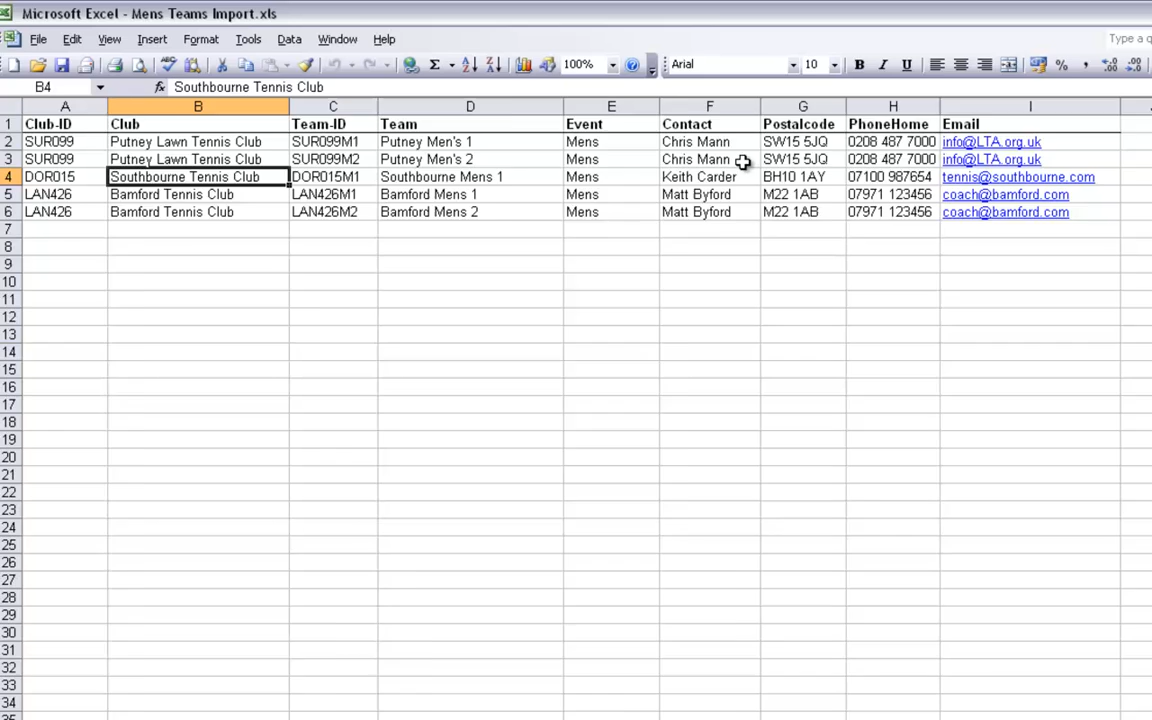 Microsoft Excel - Mens Teams Import.xls
File Edit View Insert Format Tools Data Window Help Type a q
100% Arial 10 B I U % ,
B4 fx Southbourne Tennis Club
A B C D E F G H I
1 Club-ID Club Team-ID Team Event Contact Postalcode PhoneHome Email
2 SUR099 Putney Lawn Tennis Club SUR099M1 Putney Men's 1 Mens Chris Mann SW15 5JQ 0208 487 7000 info@LTA.org.uk
3 SUR099 Putney Lawn Tennis Club SUR099M2 Putney Men's 2 Mens Chris Mann SW15 5JQ 0208 487 7000 info@LTA.org.uk
4 DOR015 Southbourne Tennis Club DOR015M1 Southbourne Mens 1 Mens Keith Carder BH10 1AY 07100 987654 tennis@southbourne.com
5 LAN426 Bamford Tennis Club LAN426M1 Bamford Mens 1 Mens Matt Byford M22 1AB 07971 123456 coach@bamford.com
6 LAN426 Bamford Tennis Club LAN426M2 Bamford Mens 2 Mens Matt Byford M22 1AB 07971 123456 coach@bamford.com
7
8
9
10
11
12
13
14
15
16
17
18
19
20
21
22
23
24
25
26
27
28
29
30
31
32
33
34